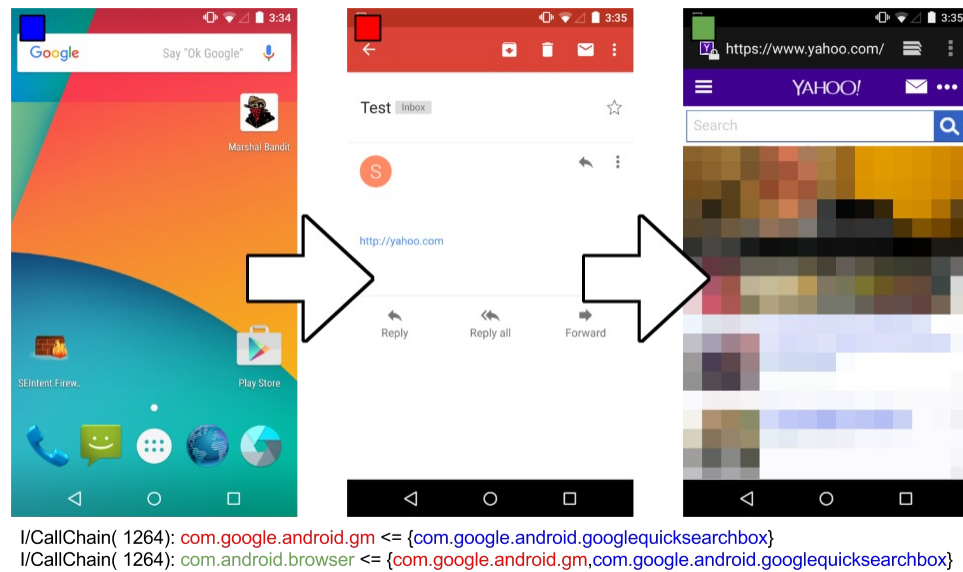 3:34
Google Say "Ok Google"
Marshal Bandit
SEIntent Firew..
Play Store
3:35
Test Inbox
S
http://yahoo.com
Reply Reply all Forward
3:35
Y! https://www.yahoo.com/
YAHOO!
Search
I/CallChain( 1264): com.google.android.gm <= {com.google.android.googlequicksearchbox}
I/CallChain( 1264): com.android.browser <= {com.google.android.gm,com.google.android.googlequicksearchbox}